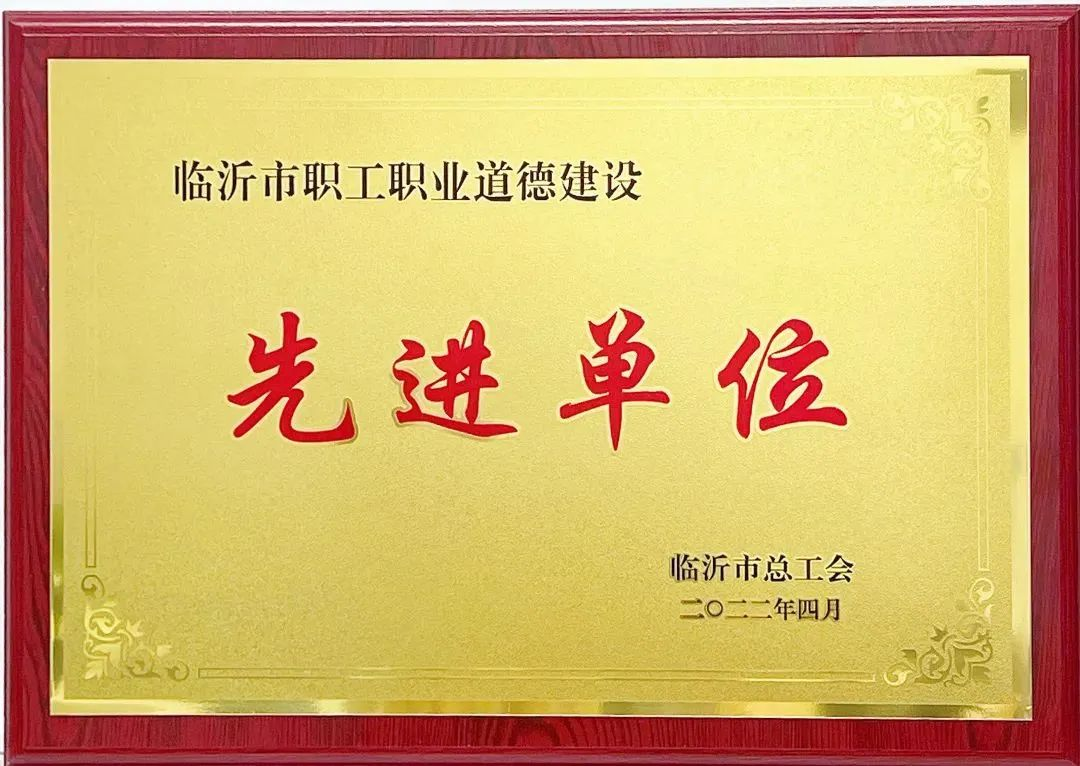 临沂市职工职业道德建设
先进单位
临沂市总工会
二〇二二年四月